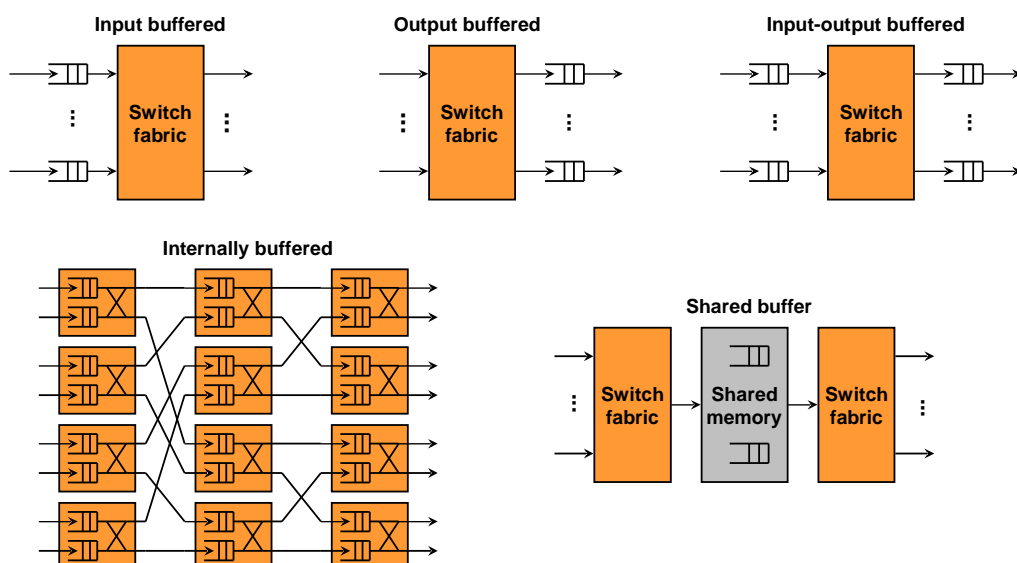 Input buffered
Switch
fabric
...
...
Output buffered
Switch
fabric
...
...
Input-output buffered
Switch
fabric
...
...
Internally buffered
Shared buffer
Switch
fabric
...
Shared
memory
Switch
fabric
...